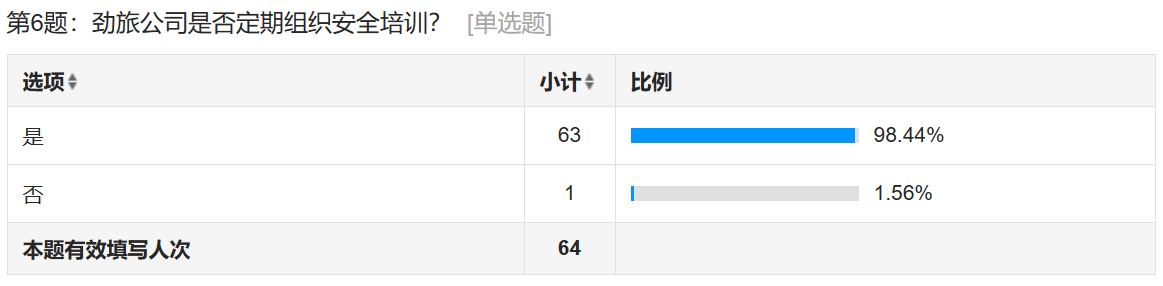 第6题：劲旅公司是否定期组织安全培训？ [单选题]
选项 小计 比例
是 63 98.44%
否 1 1.56%
本题有效填写人次 64